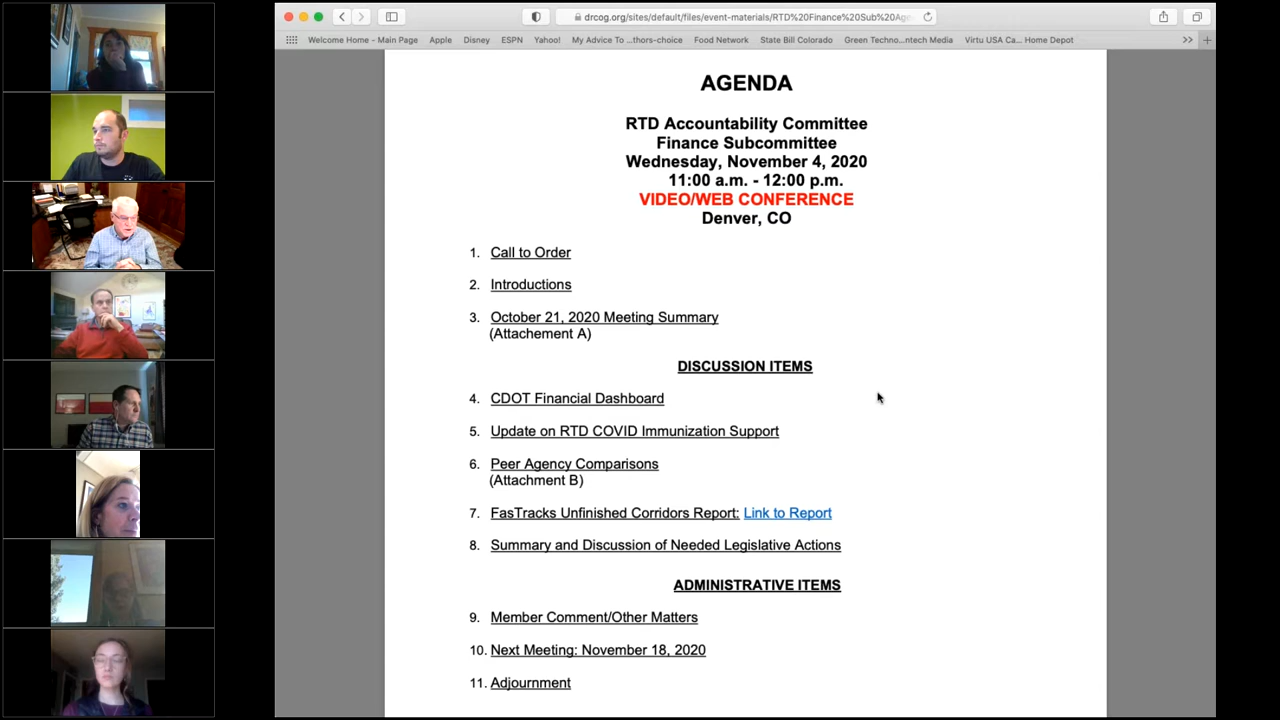 drcog.org/sites/default/files/event-materials/RTD%20Finance%20Sub%20Age
Welcome Home - Main Page Apple Disney ESPN Yahoo! My Advice To ...thors-choice Food Network State Bill Colorado Green Techno...ntech Media Virtu USA Ca... Home Depot
AGENDA
RTD Accountability Committee
Finance Subcommittee
Wednesday, November 4, 2020
11:00 a.m. - 12:00 p.m.
VIDEO/WEB CONFERENCE
Denver, CO
1. Call to Order
2. Introductions
3. October 21, 2020 Meeting Summary
(Attachement A)
DISCUSSION ITEMS
4. CDOT Financial Dashboard
5. Update on RTD COVID Immunization Support
6. Peer Agency Comparisons
(Attachment B)
7. FasTracks Unfinished Corridors Report: Link to Report
8. Summary and Discussion of Needed Legislative Actions
ADMINISTRATIVE ITEMS
9. Member Comment/Other Matters
10. Next Meeting: November 18, 2020
11. Adjournment